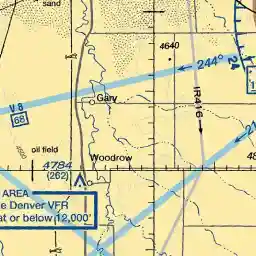 sand
4640
244°
24
V 8
68
Gary
IR416
oil field
Woodrow
4784
(262)
AREA
e Denver VFR
at or below 12,000'